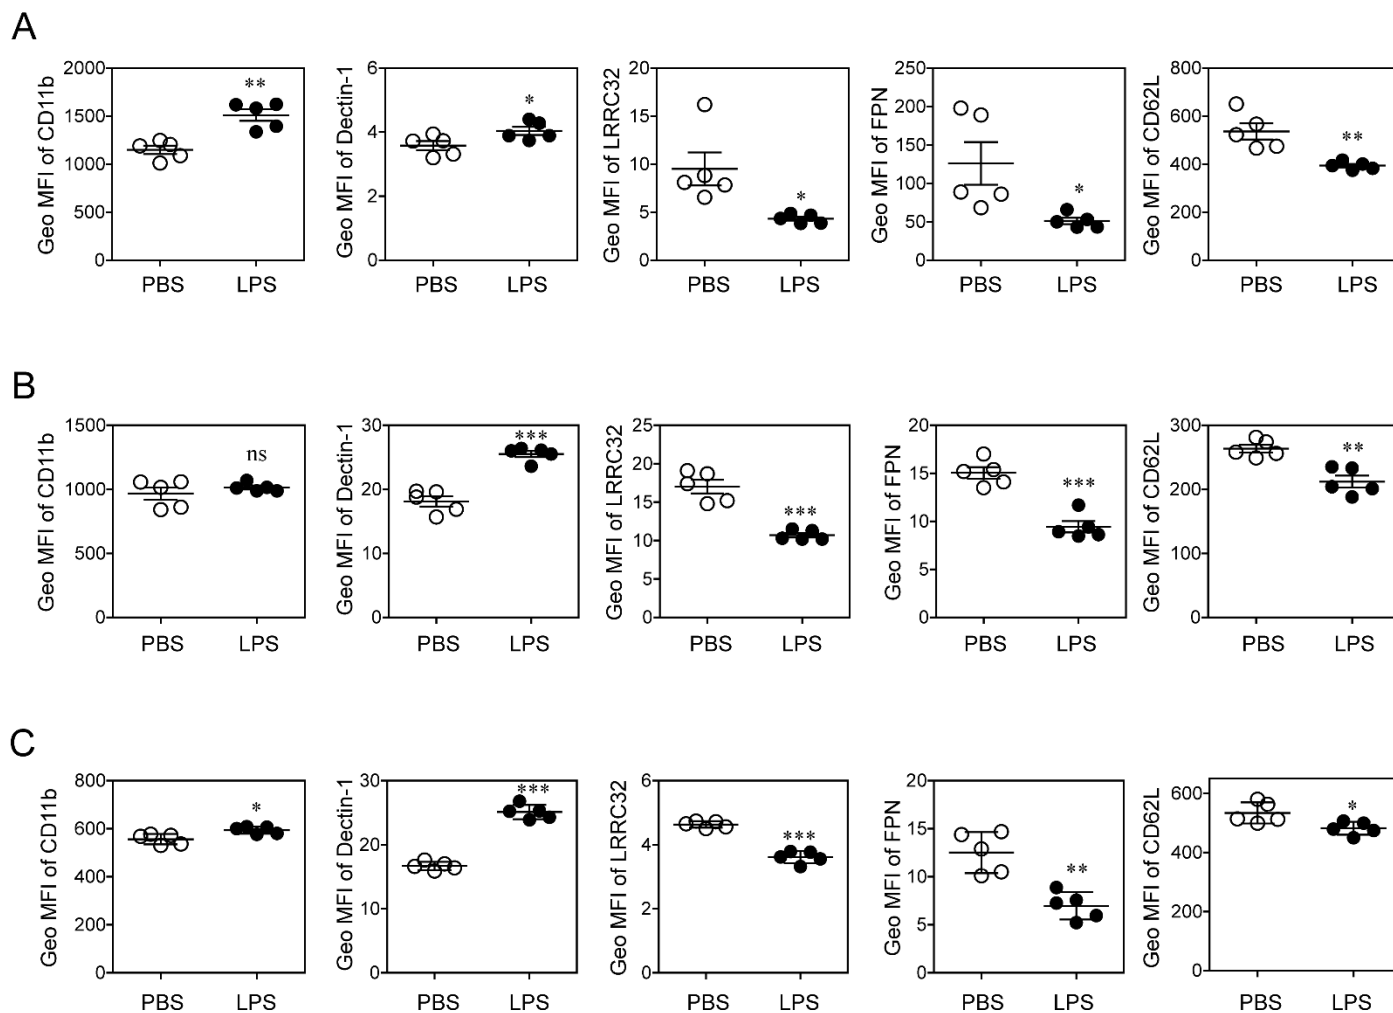 A
Geo MFI of CD11b
2000
1500
1000
500
0
**
PBS LPS
Geo MFI of Dectin-1
6
4
2
0
*
PBS LPS
Geo MFI of LRRC32
20
15
10
5
0
*
PBS LPS
Geo MFI of FPN
250
200
150
100
50
0
*
PBS LPS
Geo MFI of CD62L
800
600
400
200
0
**
PBS LPS
B
Geo MFI of CD11b
1500
1000
500
0
ns
PBS LPS
Geo MFI of Dectin-1
30
20
10
0
***
PBS LPS
Geo MFI of LRRC32
25
20
15
10
5
0
***
PBS LPS
Geo MFI of FPN
20
15
10
5
0
***
PBS LPS
Geo MFI of CD62L
300
200
100
0
**
PBS LPS
C
Geo MFI of CD11b
800
600
400
200
0
*
PBS LPS
Geo MFI of Dectin-1
30
20
10
0
***
PBS LPS
Geo MFI of LRRC32
6
4
2
0
***
PBS LPS
Geo MFI of FPN
20
15
10
5
0
**
PBS LPS
Geo MFI of CD62L
600
400
200
0
*
PBS LPS